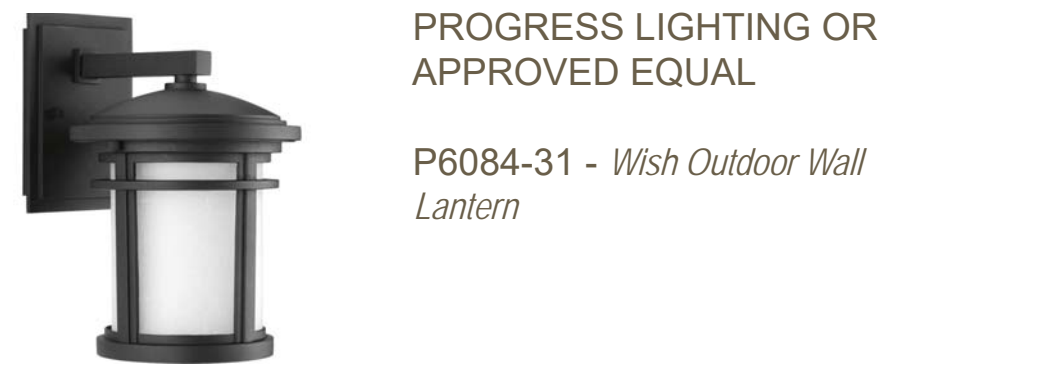 PROGRESS LIGHTING OR
APPROVED EQUAL
P6084-31 - Wish Outdoor Wall
Lantern